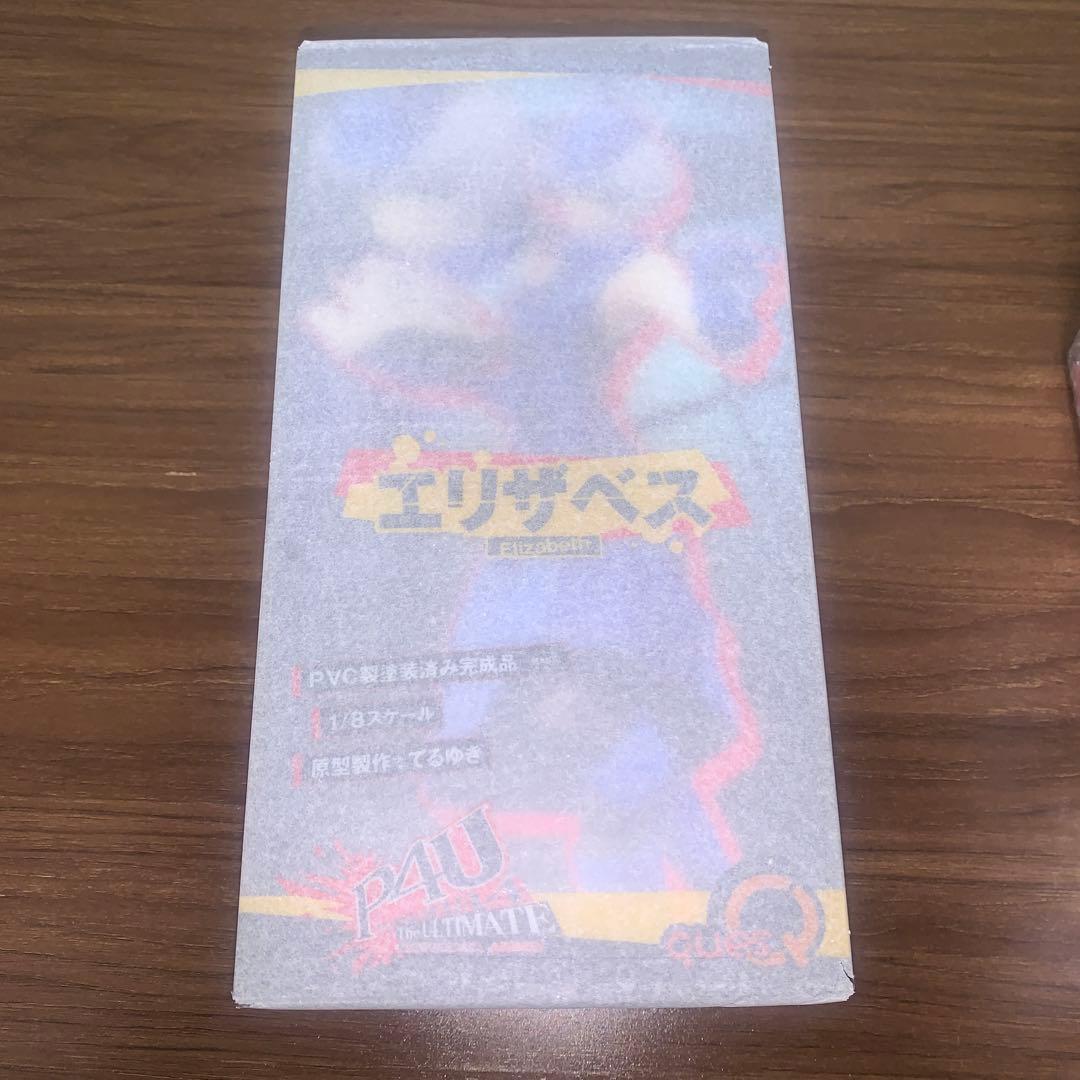 エリザベス
Elizabeth
PVC製塗装済み完成品
1/8スケール
原型製作:てるゆき
P4U
The ULTIMATE
quesQ